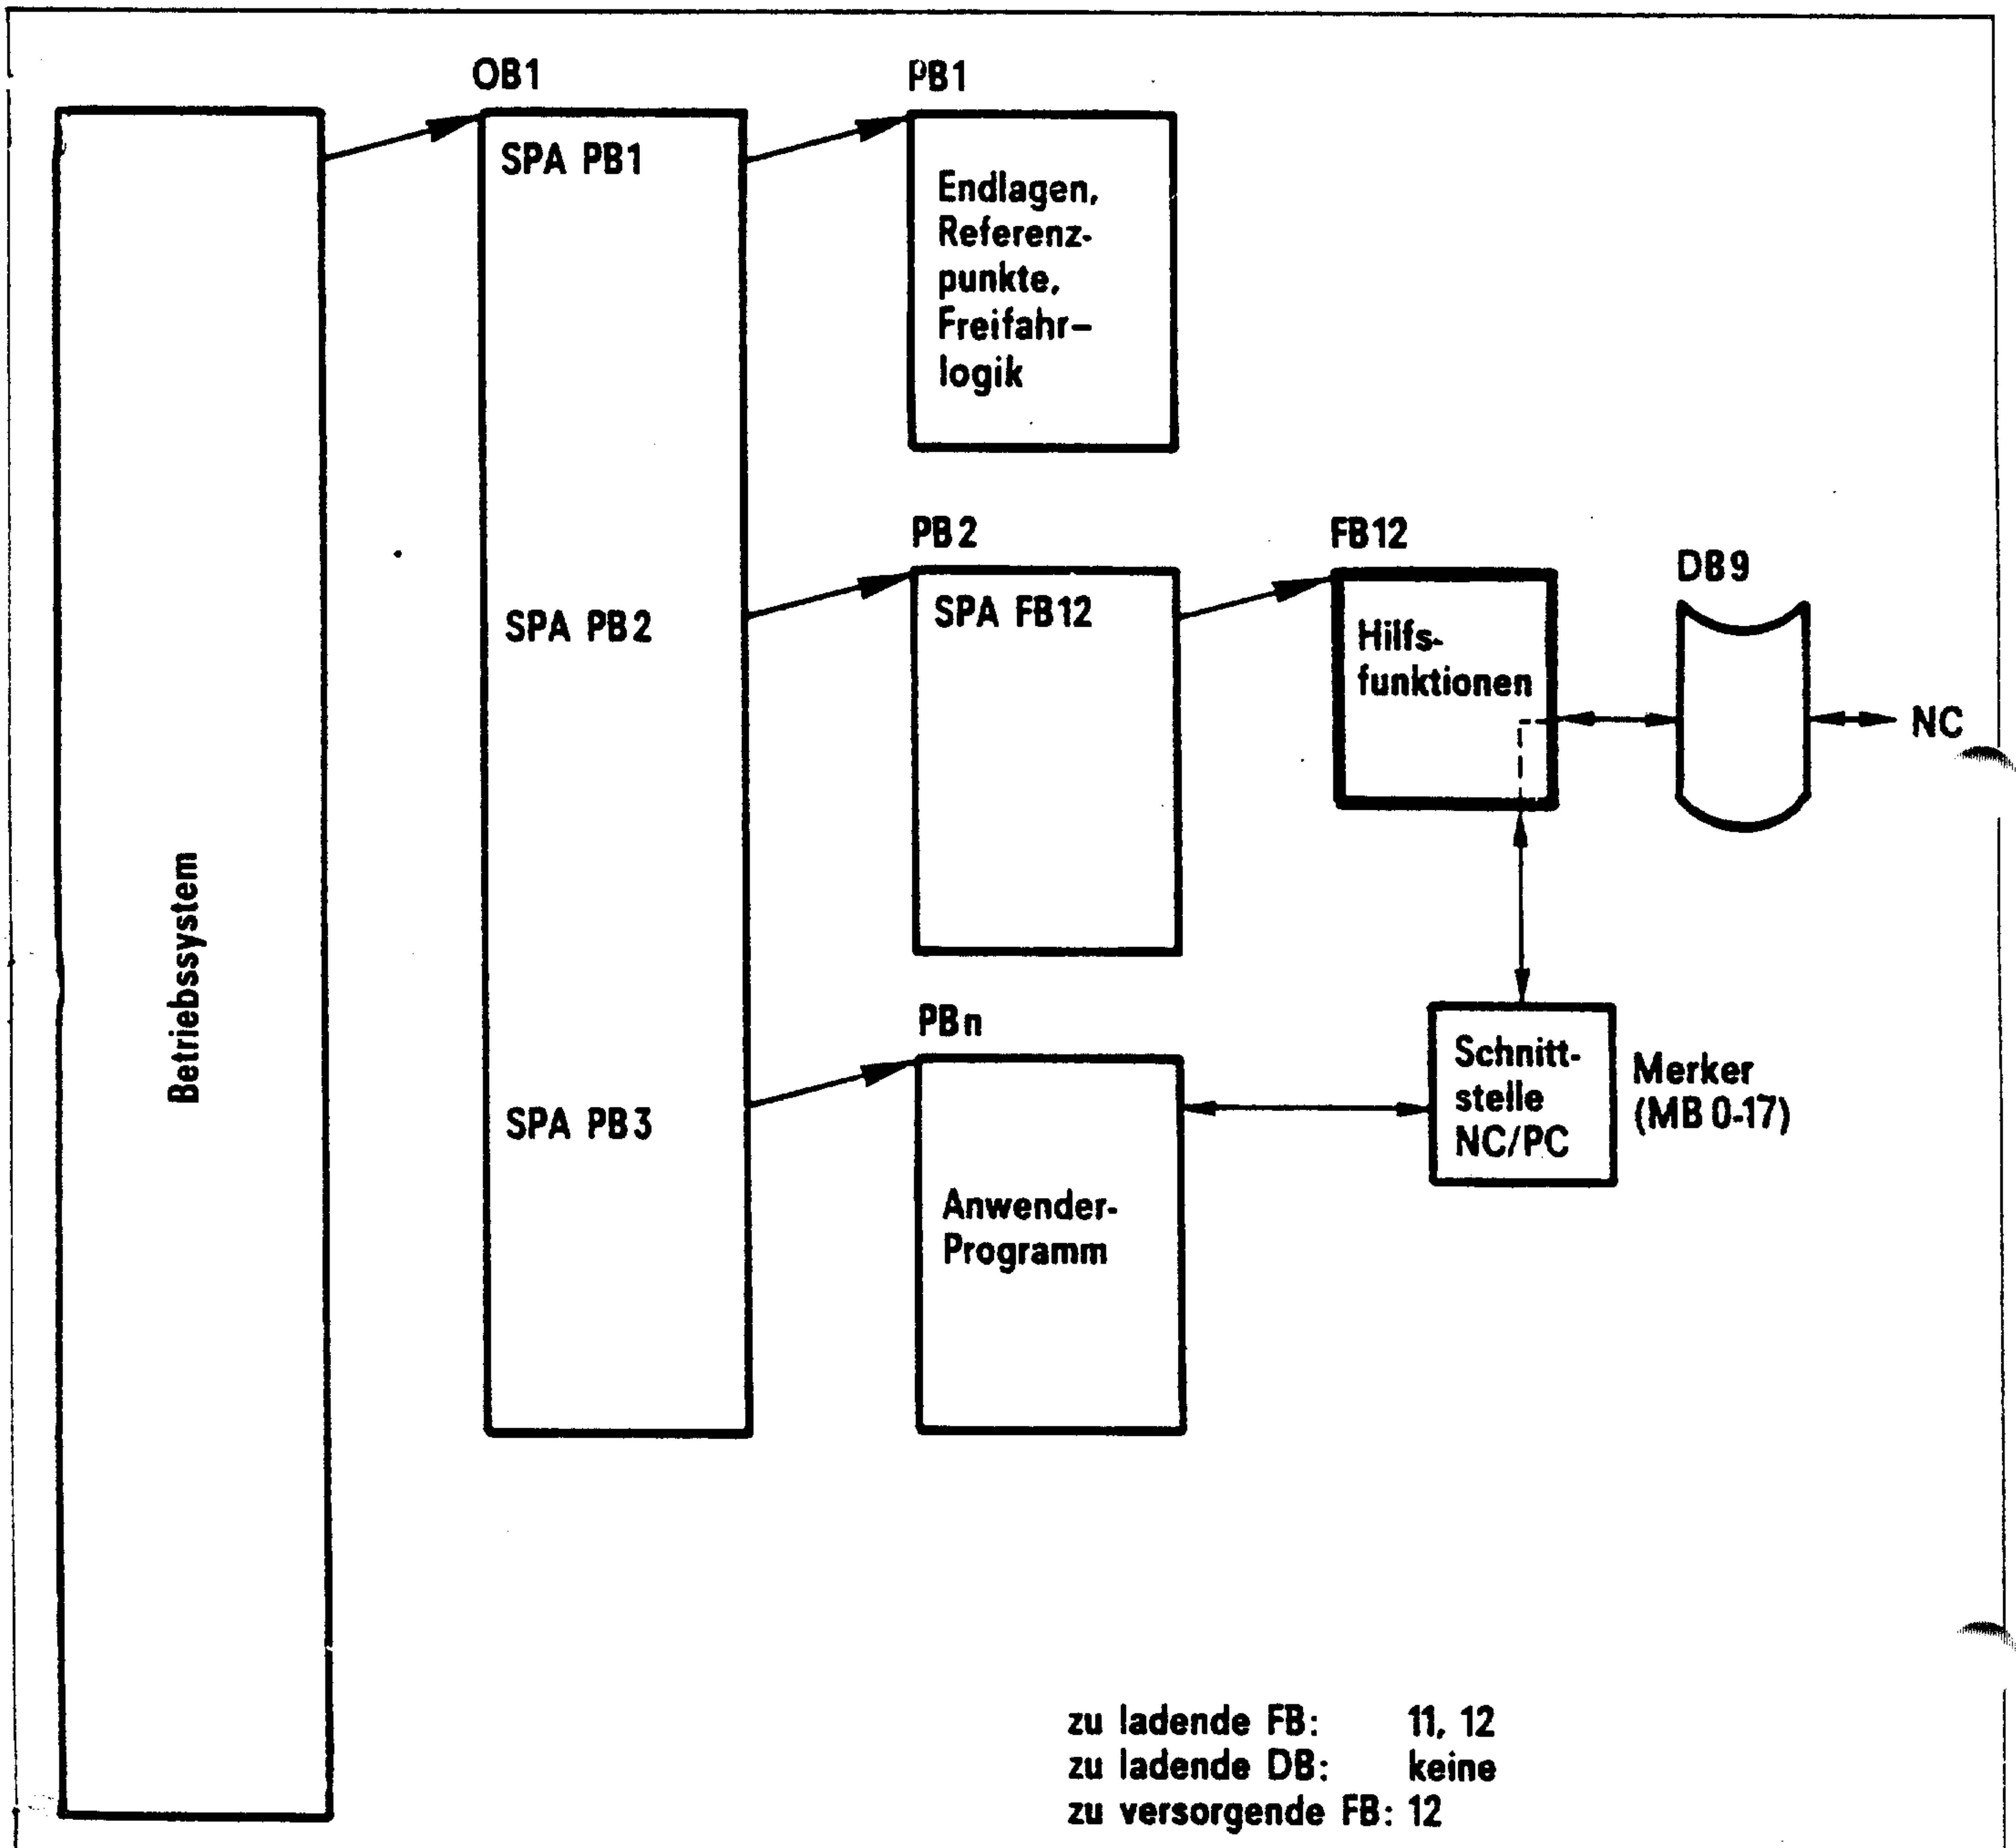 Betriebssystem
OB1
SPA PB1
SPA PB2
SPA PB3
PB1
Endlagen,
Referenz-
punkte,
Freifahr-
logik
PB2
SPA FB12
FB12
Hilfs-
funktionen
DB9
NC
PBn
Anwender-
Programm
Schnitt-
stelle
NC/PC
Merker
(MB 0-17)
zu ladende FB: 11, 12
zu ladende DB: keine
zu versorgende FB: 12